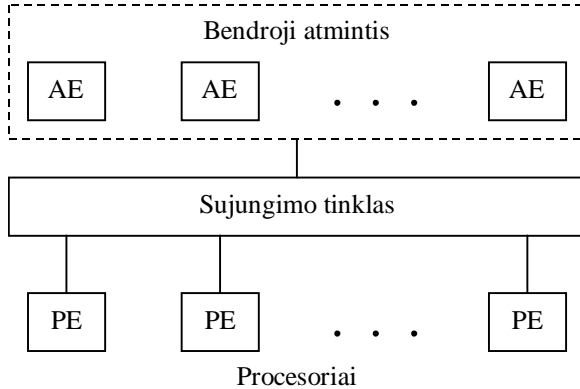 Bendroji atmintis
AE AE . . . AE
Sujungimo tinklas
PE PE . . . PE
Procesoriai